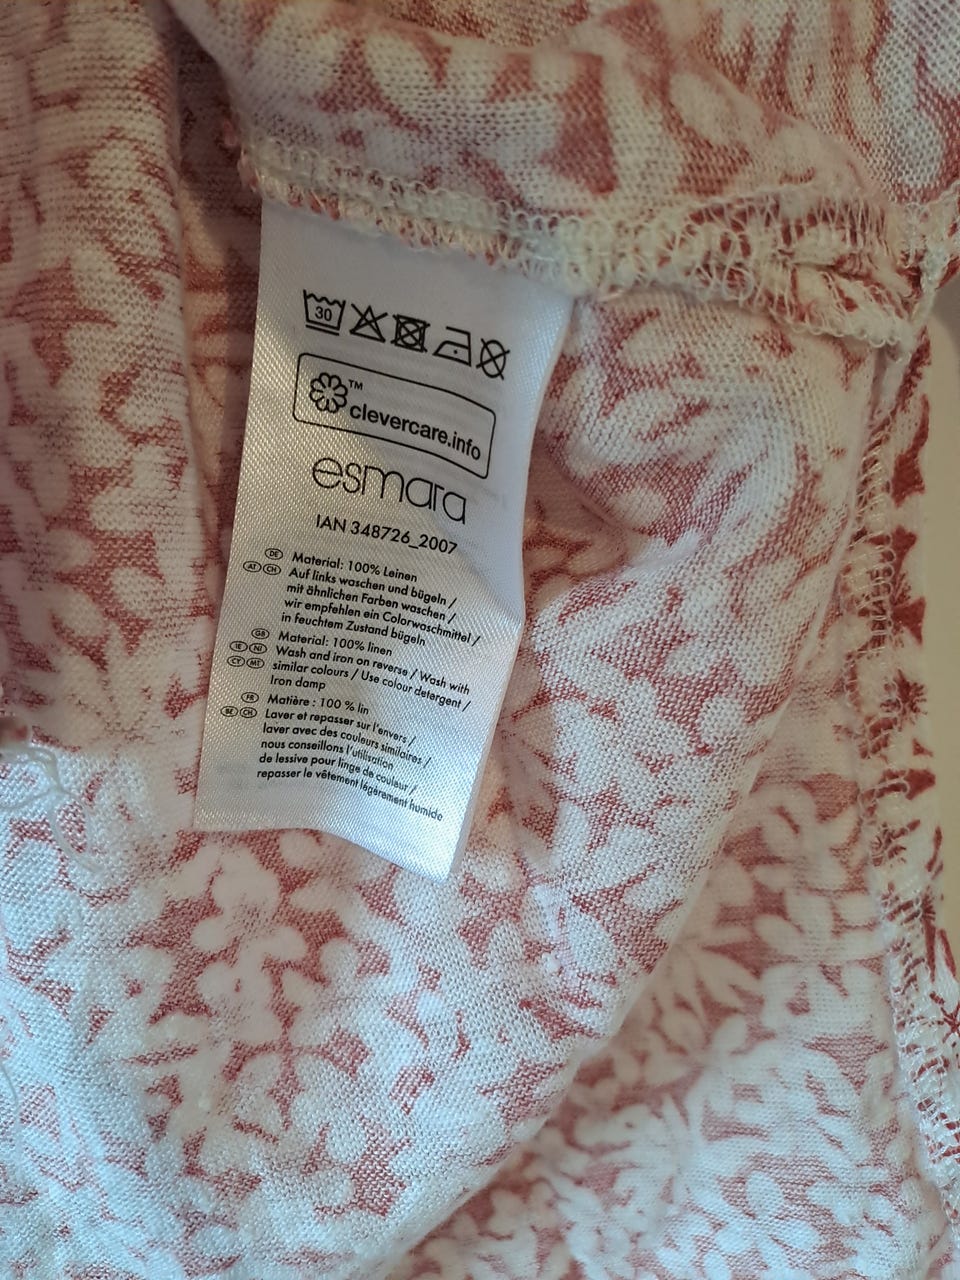 30
™
clevercare.info
esmara
IAN 348726_2007
DE Material: 100% Leinen
AT CH Auf links waschen und bügeln /
mit ähnlichen Farben waschen /
wir empfehlen ein Colorwaschmittel /
in feuchtem Zustand bügeln
GB Material: 100% linen
IE NI Wash and iron on reverse / Wash with
CY MT similar colours / Use colour detergent /
Iron damp
FR Matière : 100 % lin
BE CH Laver et repasser sur l'envers /
laver avec des couleurs similaires /
nous conseillons l'utilisation
de lessive pour linge de couleur /
repasser le vêtement légèrement humide